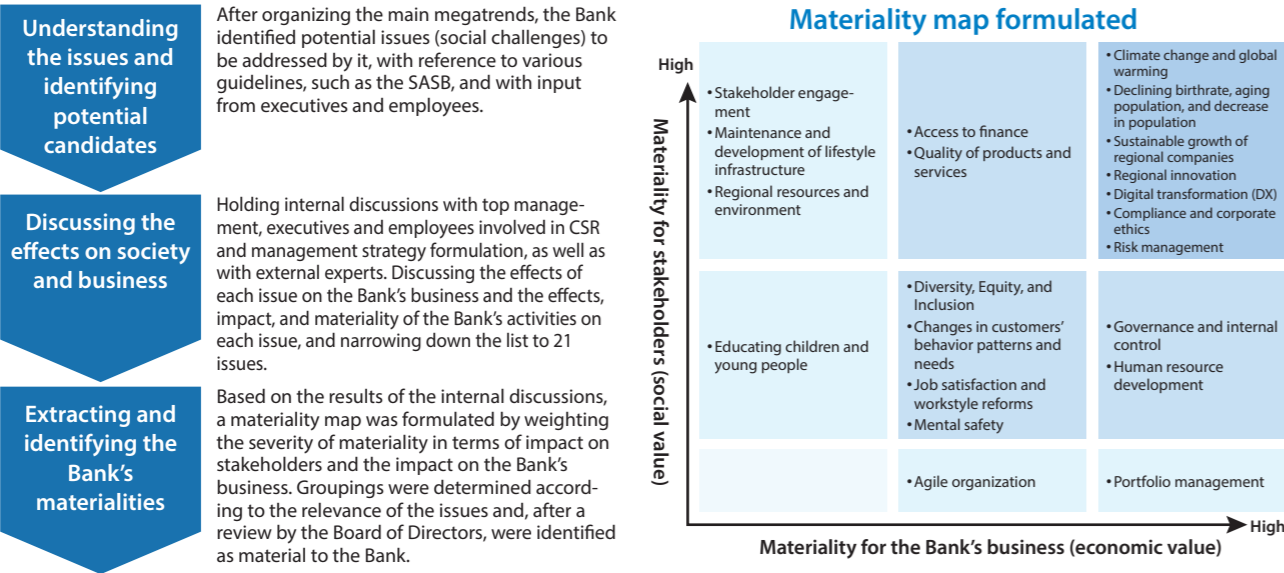 Understanding
the issues and
identifying
potential
candidates
After organizing the main megatrends, the Bank
identified potential issues (social challenges) to
be addressed by it, with reference to various
guidelines, such as the SASB, and with input
from executives and employees.
Discussing the
effects on society
and business
Holding internal discussions with top manage-
ment, executives and employees involved in CSR
and management strategy formulation, as well as
with external experts. Discussing the effects of
each issue on the Bank's business and the effects,
impact, and materiality of the Bank's activities on
each issue, and narrowing down the list to 21
issues.
Extracting and
identifying the
Bank's
materialities
Based on the results of the internal discussions,
a materiality map was formulated by weighting
the severity of materiality in terms of impact on
stakeholders and the impact on the Bank's
business. Groupings were determined accord-
ing to the relevance of the issues and, after a
review by the Board of Directors, were identified
as material to the Bank.
Materiality map formulated
High
Materiality for stakeholders (social value)
• Stakeholder engage-
ment
• Maintenance and
development of lifestyle
infrastructure
• Regional resources and
environment
• Access to finance
• Quality of products and
services
• Climate change and global
warming
• Declining birthrate, aging
population, and decrease
in population
• Sustainable growth of
regional companies
• Regional innovation
• Digital transformation (DX)
• Compliance and corporate
ethics
• Risk management
• Educating children and
young people
• Diversity, Equity, and
Inclusion
• Changes in customers'
behavior patterns and
needs
• Job satisfaction and
workstyle reforms
• Mental safety
• Governance and internal
control
• Human resource
development
• Agile organization
• Portfolio management
High
Materiality for the Bank's business (economic value)